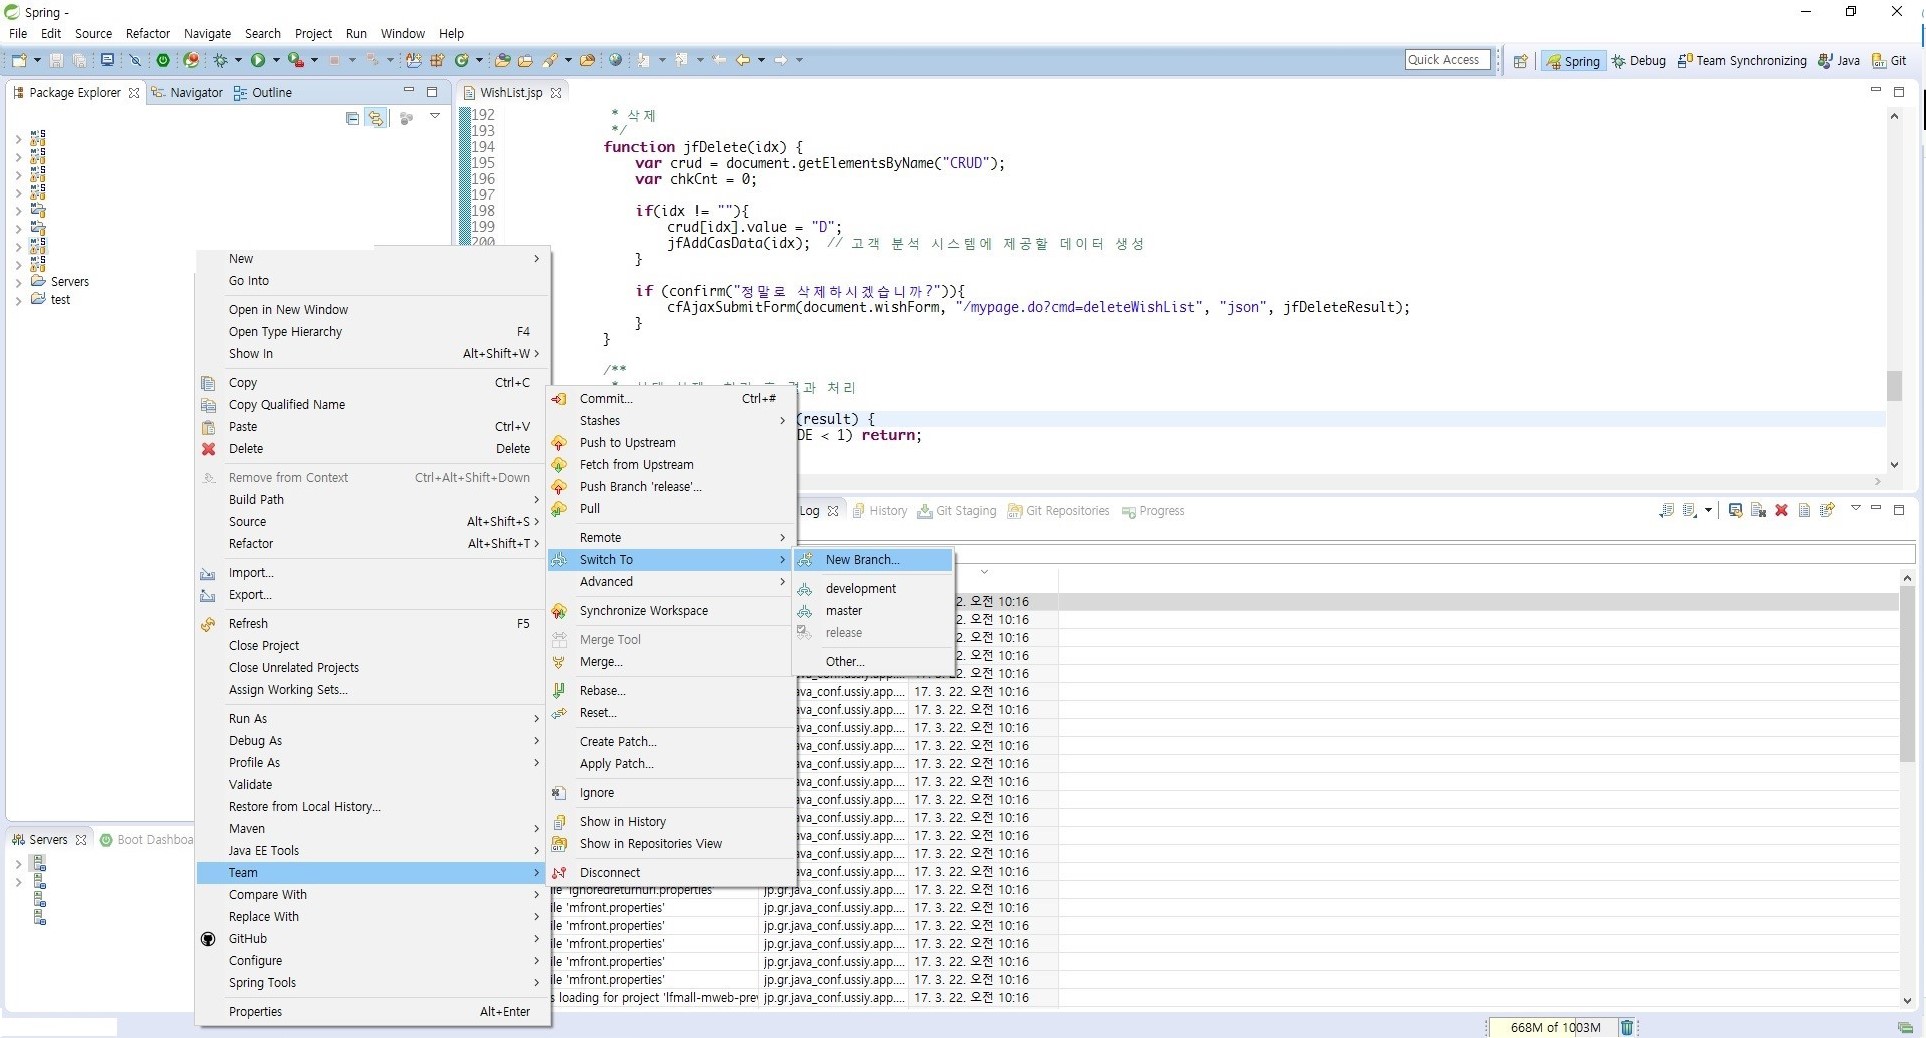 Spring -
File Edit Source Refactor Navigate Search Project Run Window Help
Quick Access
Spring Debug Team Synchronizing Java Git
Package Explorer Navigator Outline
Servers
test
WishList.jsp
192 * 삭제
193 */
194 function jfDelete(idx) {
195 var crud = document.getElementsByName("CRUD");
196 var chkCnt = 0;
197
198 if(idx != ""){
199 crud[idx].value = "D";
200 jfAddCasData(idx); // 고객 분석 시스템에 제공할 데이터 생성
}
if (confirm("정말로 삭제하시겠습니까?")){
cfAjaxSubmitForm(document.wishForm, "/mypage.do?cmd=deleteWishList", "json", jfDeleteResult);
}
}
/**
과 처리
(result) {
DE < 1) return;
New
Go Into
Open in New Window
Open Type Hierarchy F4
Show In Alt+Shift+W
Copy Ctrl+C
Copy Qualified Name
Paste Ctrl+V
Delete Delete
Remove from Context Ctrl+Alt+Shift+Down
Build Path
Source Alt+Shift+S
Refactor Alt+Shift+T
Import...
Export...
Refresh F5
Close Project
Close Unrelated Projects
Assign Working Sets...
Run As
Debug As
Profile As
Validate
Restore from Local History...
Maven
Java EE Tools
Team
Compare With
Replace With
GitHub
Configure
Spring Tools
Properties Alt+Enter
Commit... Ctrl+#
Stashes
Push to Upstream
Fetch from Upstream
Push Branch 'release'...
Pull
Remote
Switch To
Advanced
Synchronize Workspace
Merge Tool
Merge...
Rebase...
Reset...
Create Patch...
Apply Patch...
Ignore
Show in History
Show in Repositories View
Disconnect
New Branch...
development
master
release
Other...
Log History Git Staging Git Repositories Progress
2. 오전 10:16
2. 오전 10:16
2. 오전 10:16
2. 오전 10:16
17. 3. 22. 오전 10:16
ava_conf.ussiy.app.... 17. 3. 22. 오전 10:16
ava_conf.ussiy.app.... 17. 3. 22. 오전 10:16
ava_conf.ussiy.app.... 17. 3. 22. 오전 10:16
ava_conf.ussiy.app.... 17. 3. 22. 오전 10:16
ava_conf.ussiy.app.... 17. 3. 22. 오전 10:16
ava_conf.ussiy.app.... 17. 3. 22. 오전 10:16
ava_conf.ussiy.app.... 17. 3. 22. 오전 10:16
ava_conf.ussiy.app.... 17. 3. 22. 오전 10:16
ava_conf.ussiy.app.... 17. 3. 22. 오전 10:16
ava_conf.ussiy.app.... 17. 3. 22. 오전 10:16
ava_conf.ussiy.app.... 17. 3. 22. 오전 10:16
ile 'ignoredreturnurl.properties' jp.gr.java_conf.ussiy.app.... 17. 3. 22. 오전 10:16
ile 'mfront.properties' jp.gr.java_conf.ussiy.app.... 17. 3. 22. 오전 10:16
ile 'mfront.properties' jp.gr.java_conf.ussiy.app.... 17. 3. 22. 오전 10:16
ile 'mfront.properties' jp.gr.java_conf.ussiy.app.... 17. 3. 22. 오전 10:16
ile 'mfront.properties' jp.gr.java_conf.ussiy.app.... 17. 3. 22. 오전 10:16
ile 'mfront.properties' jp.gr.java_conf.ussiy.app.... 17. 3. 22. 오전 10:16
s loading for project 'lfmall-mweb-prev jp.gr.java_conf.ussiy.app.... 17. 3. 22. 오전 10:16
Servers Boot Dashboa
668M of 1003M